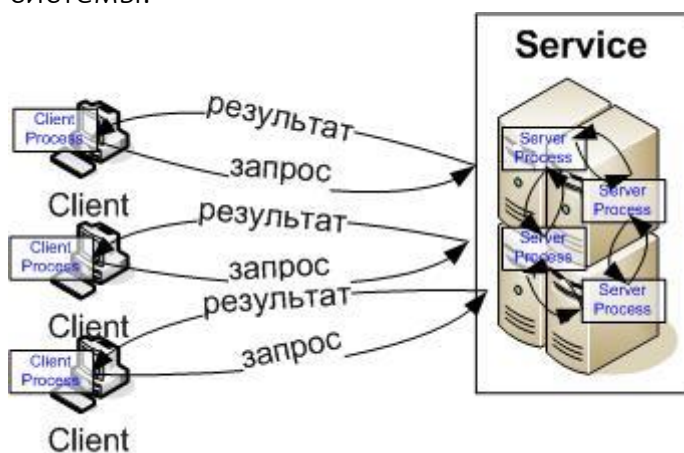 системы.
Service
Client
Process
результат
запрос
Client
Client
Process
результат
запрос
Client
Client
Process
результат
запрос
Client
Server
Process
Server
Process
Server
Process
Server
Process